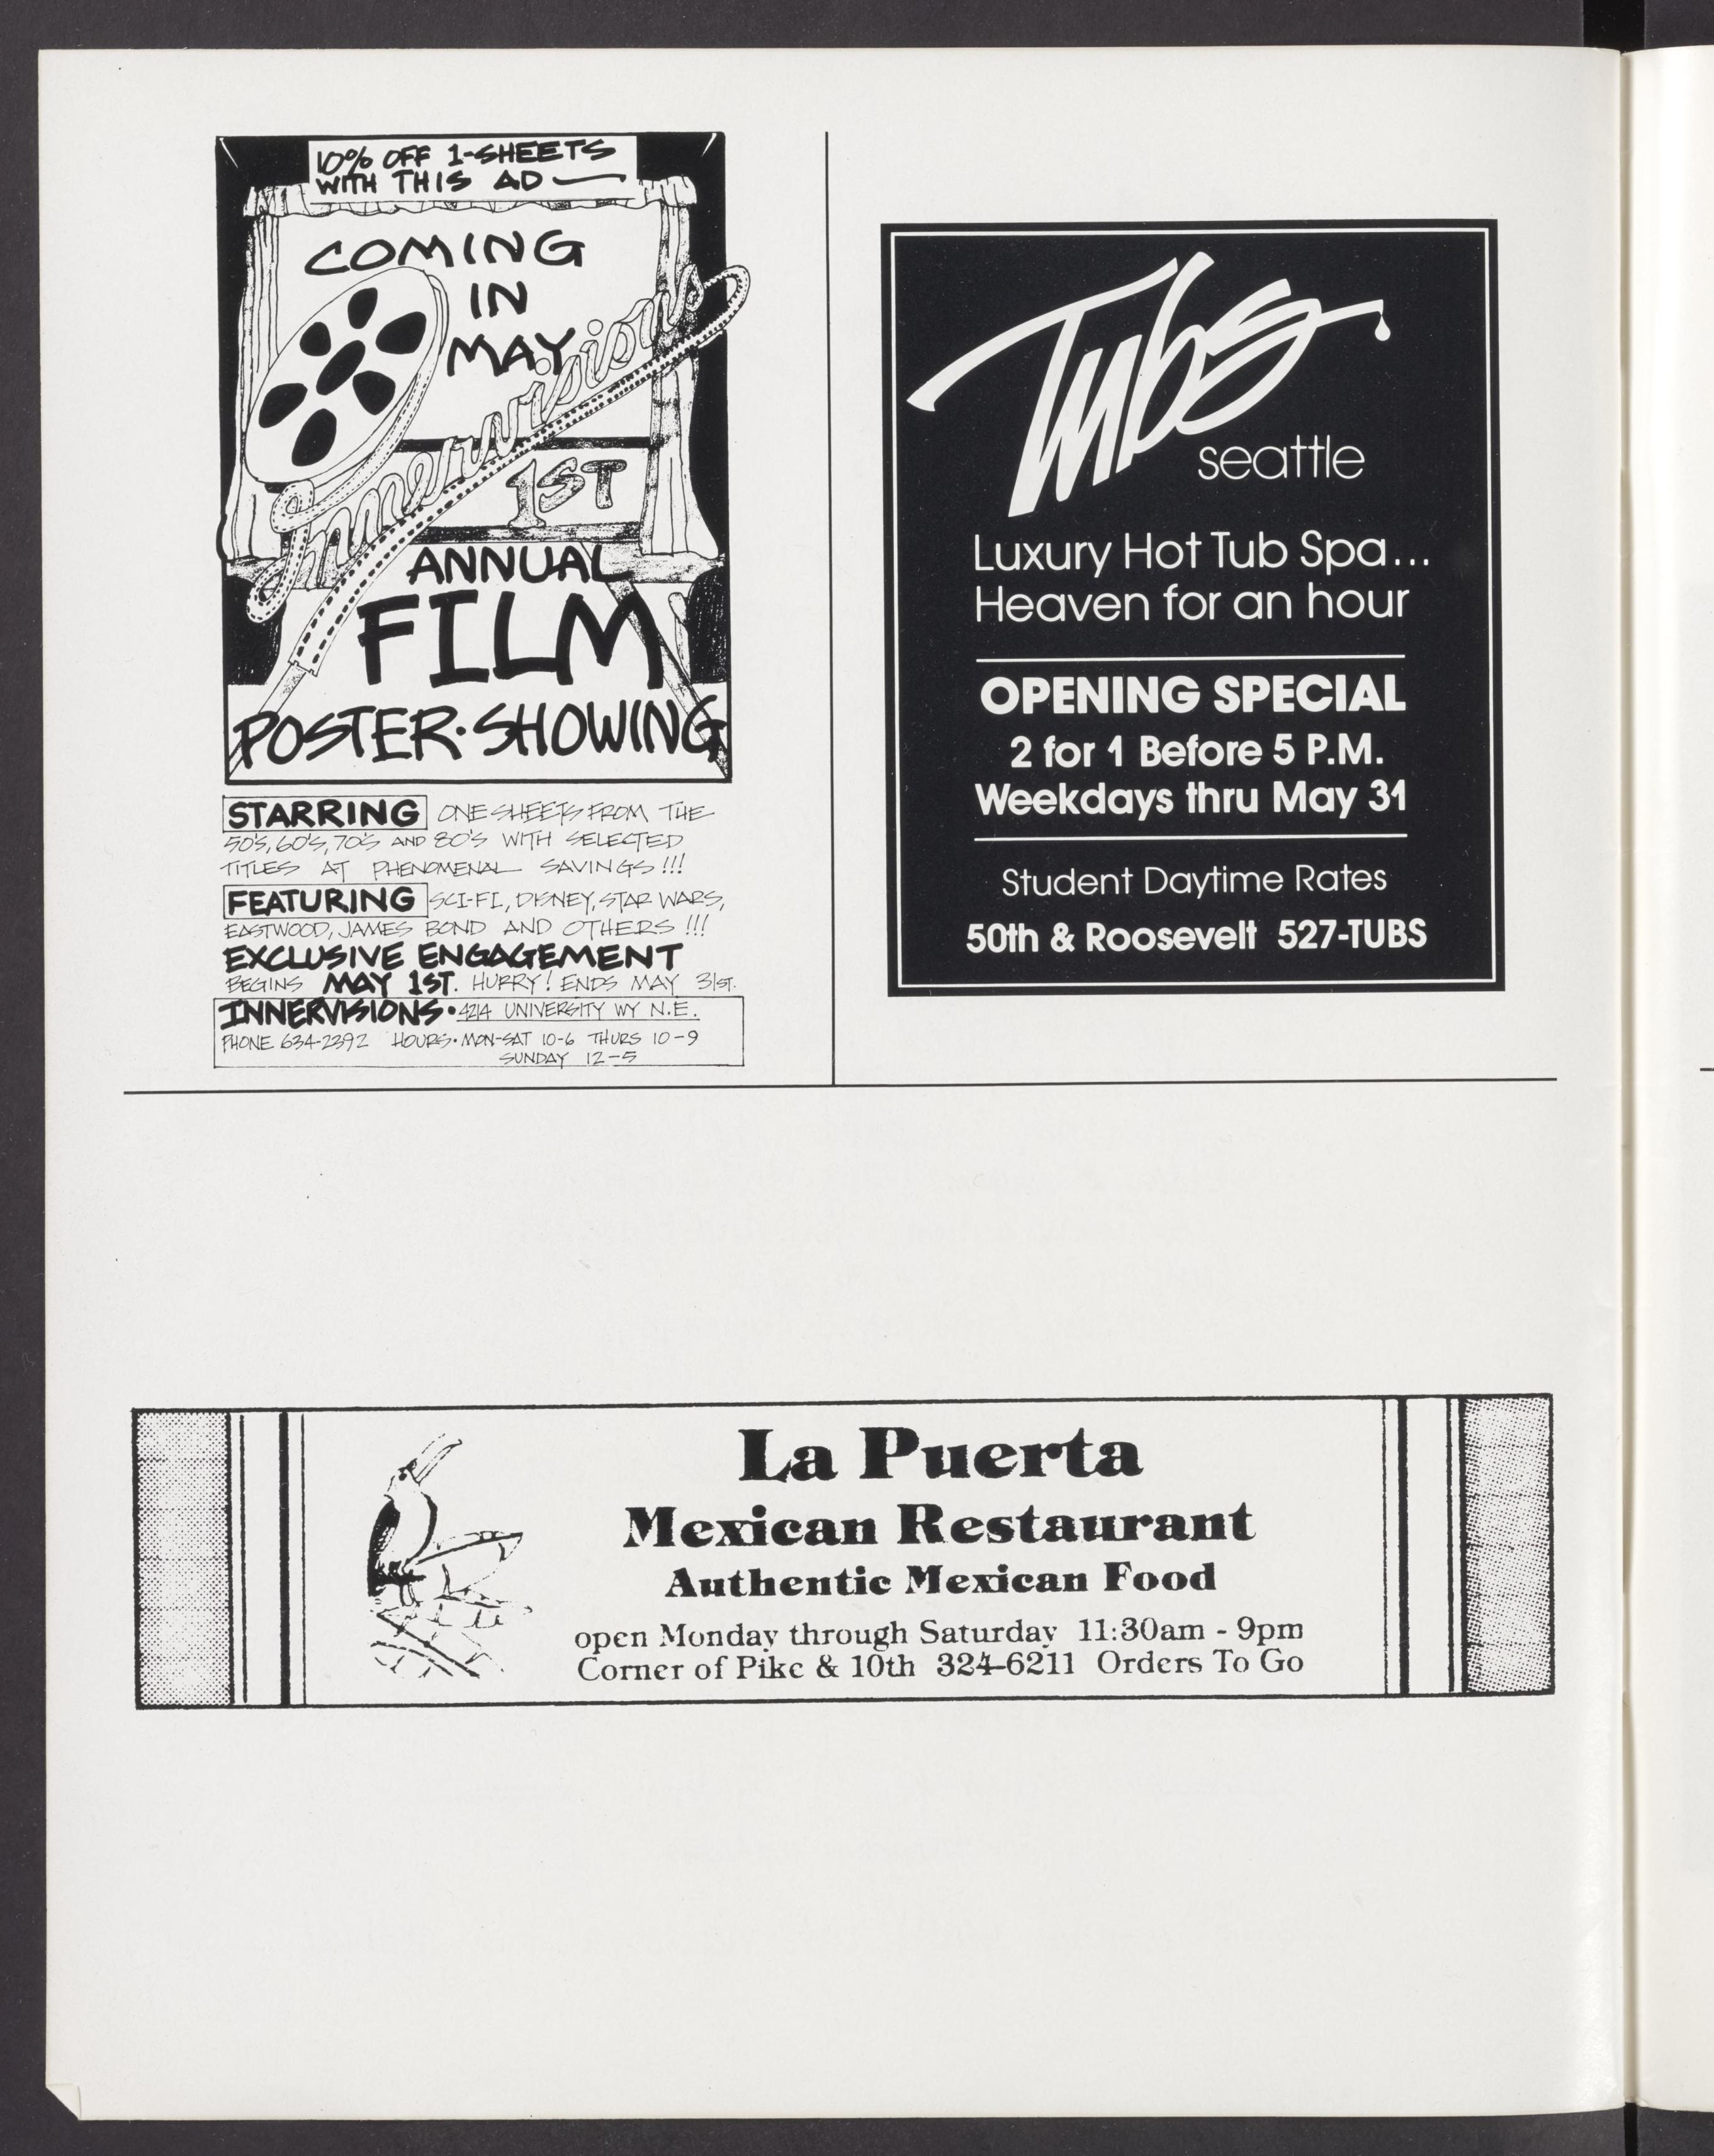 10% OFF 1-SHEETS
WITH THIS AD
COMING
IN
MAY
Innervisions
1ST
ANNUAL
FILM
POSTER·SHOWING
STARRING ONE SHEETS FROM THE
50'S, 60'S, 70'S AND 80'S WITH SELECTED
TITLES AT PHENOMENAL SAVINGS!!!
FEATURING SCI-FI, DISNEY, STAR WARS,
EASTWOOD, JAMES BOND AND OTHERS!!!
EXCLUSIVE ENGAGEMENT
BEGINS MAY 1ST. HURRY! ENDS MAY 31ST.
INNERVISIONS·4214 UNIVERSITY WY N.E.
PHONE 634-2392 HOURS·MON-SAT 10-6 THURS 10-9
SUNDAY 12-5
Tubs
seattle
Luxury Hot Tub Spa...
Heaven for an hour
OPENING SPECIAL
2 for 1 Before 5 P.M.
Weekdays thru May 31
Student Daytime Rates
50th & Roosevelt 527-TUBS
La Puerta
Mexican Restaurant
Authentic Mexican Food
open Monday through Saturday 11:30am - 9pm
Corner of Pike & 10th 324-6211 Orders To Go